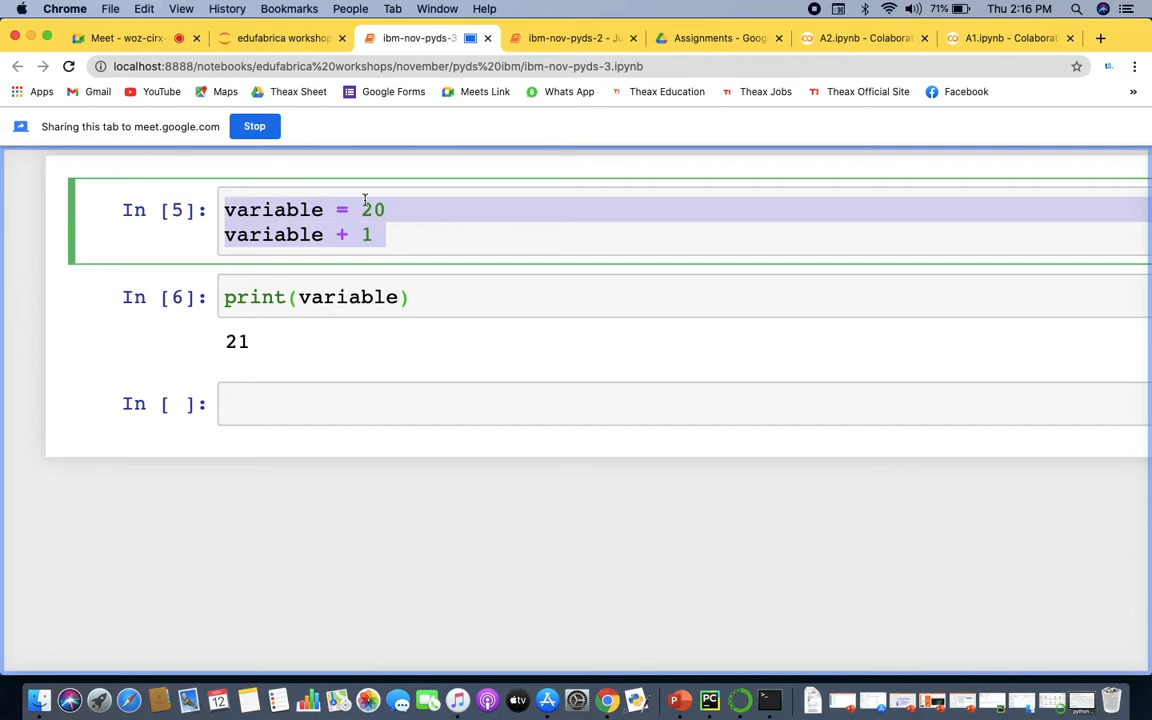 Chrome File Edit View History Bookmarks People Tab Window Help 71% Thu 2:16 PM
Meet - woz-cirx- edufabrica worksho ibm-nov-pyds-3 ibm-nov-pyds-2 - Ju Assignments - Goog A2.ipynb - Colaborat A1.ipynb - Colaborat
localhost:8888/notebooks/edufabrica%20workshops/november/pyds%20ibm/ibm-nov-pyds-3.ipynb
Apps Gmail YouTube Maps Theax Sheet Google Forms Meets Link Whats App Theax Education Theax Jobs Theax Official Site Facebook »
Sharing this tab to meet.google.com Stop
In [5]: variable = 20
variable + 1
In [6]: print(variable)
21
In [ ]: